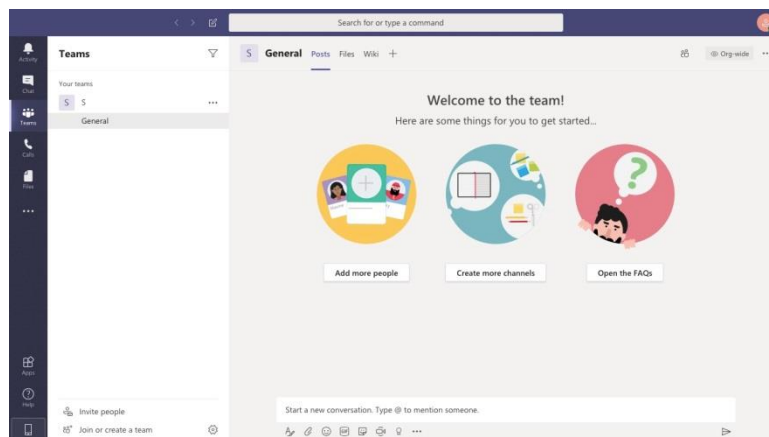 Search for or type a command
Activity
Chat
Teams
Calls
Files
Apps
Help
Teams
Your teams
S S
General
Invite people
Join or create a team
S General Posts Files Wiki
Org-wide
Welcome to the team!
Here are some things for you to get started...
Add more people
Create more channels
Open the FAQs
Start a new conversation. Type @ to mention someone.
GIF